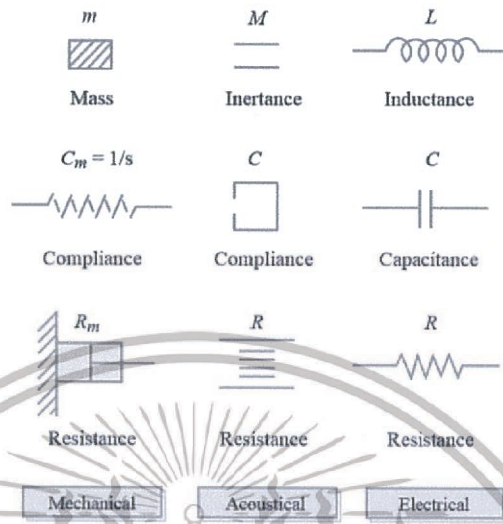 m M L
Mass Inertance Inductance
C_m = 1/s C C
Compliance Compliance Capacitance
R_m R R
Resistance Resistance Resistance
Mechanical Acoustical Electrical